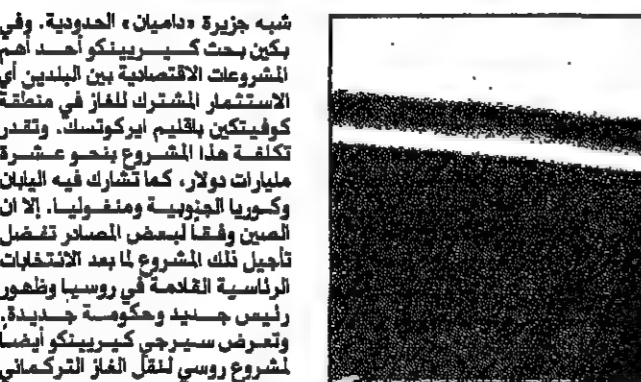 شبه جزيرة «داميان» الحدودية. وفي
بكين بحث كيريينكو أحد أهم
المشروعات الاقتصادية بين البلدين أي
الاستثمار المشترك للغاز في منطقة
كوفيتكين باقليم ايركوتسك. وتقدر
تكلفة هذا المشروع بنحو عشرة
مليارات دولار، كما تشارك فيه اليابان
وكوريا الجنوبية ومنغوليا. إلا ان
الصين وفقاً لبعض المصادر تفضل
تأجيل ذلك المشروع لما بعد الانتخابات
الرئاسية القادمة في روسيا وظهور
رئيس جديد وحكومة جديدة.
وتعرض سيرجي كيريينكو أيضاً
لمشروع روسي لنقل الغاز التركماني